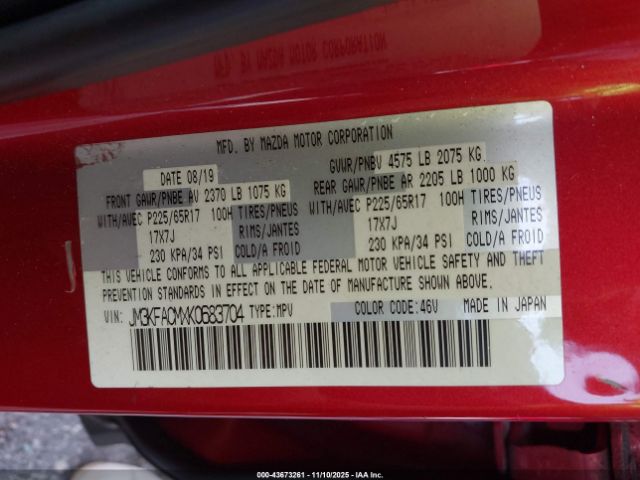 MFD. BY MAZDA MOTOR CORPORATION
DATE 08/19 GVWR/PNBV 4575 LB 2075 KG
FRONT GAWR/PNBE AV 2370 LB 1075 KG REAR GAWR/PNBE AR 2205 LB 1000 KG
WITH/AVEC P225/65R17 100H TIRES/PNEUS WITH/AVEC P225/65R17 100H TIRES/PNEUS
17X7J RIMS/JANTES 17X7J RIMS/JANTES
230 KPA/34 PSI COLD/A FROID 230 KPA/34 PSI COLD/A FROID
THIS VEHICLE CONFORMS TO ALL APPLICABLE FEDERAL MOTOR VEHICLE SAFETY AND THEFT
PREVENTION STANDARDS IN EFFECT ON THE DATE OF MANUFACTURE SHOWN ABOVE.
VIN: JM3KFACMXK0683704 TYPE:MPV COLOR CODE:46V MADE IN JAPAN
00-43673261 - 11/10/2025 - IAAC.com